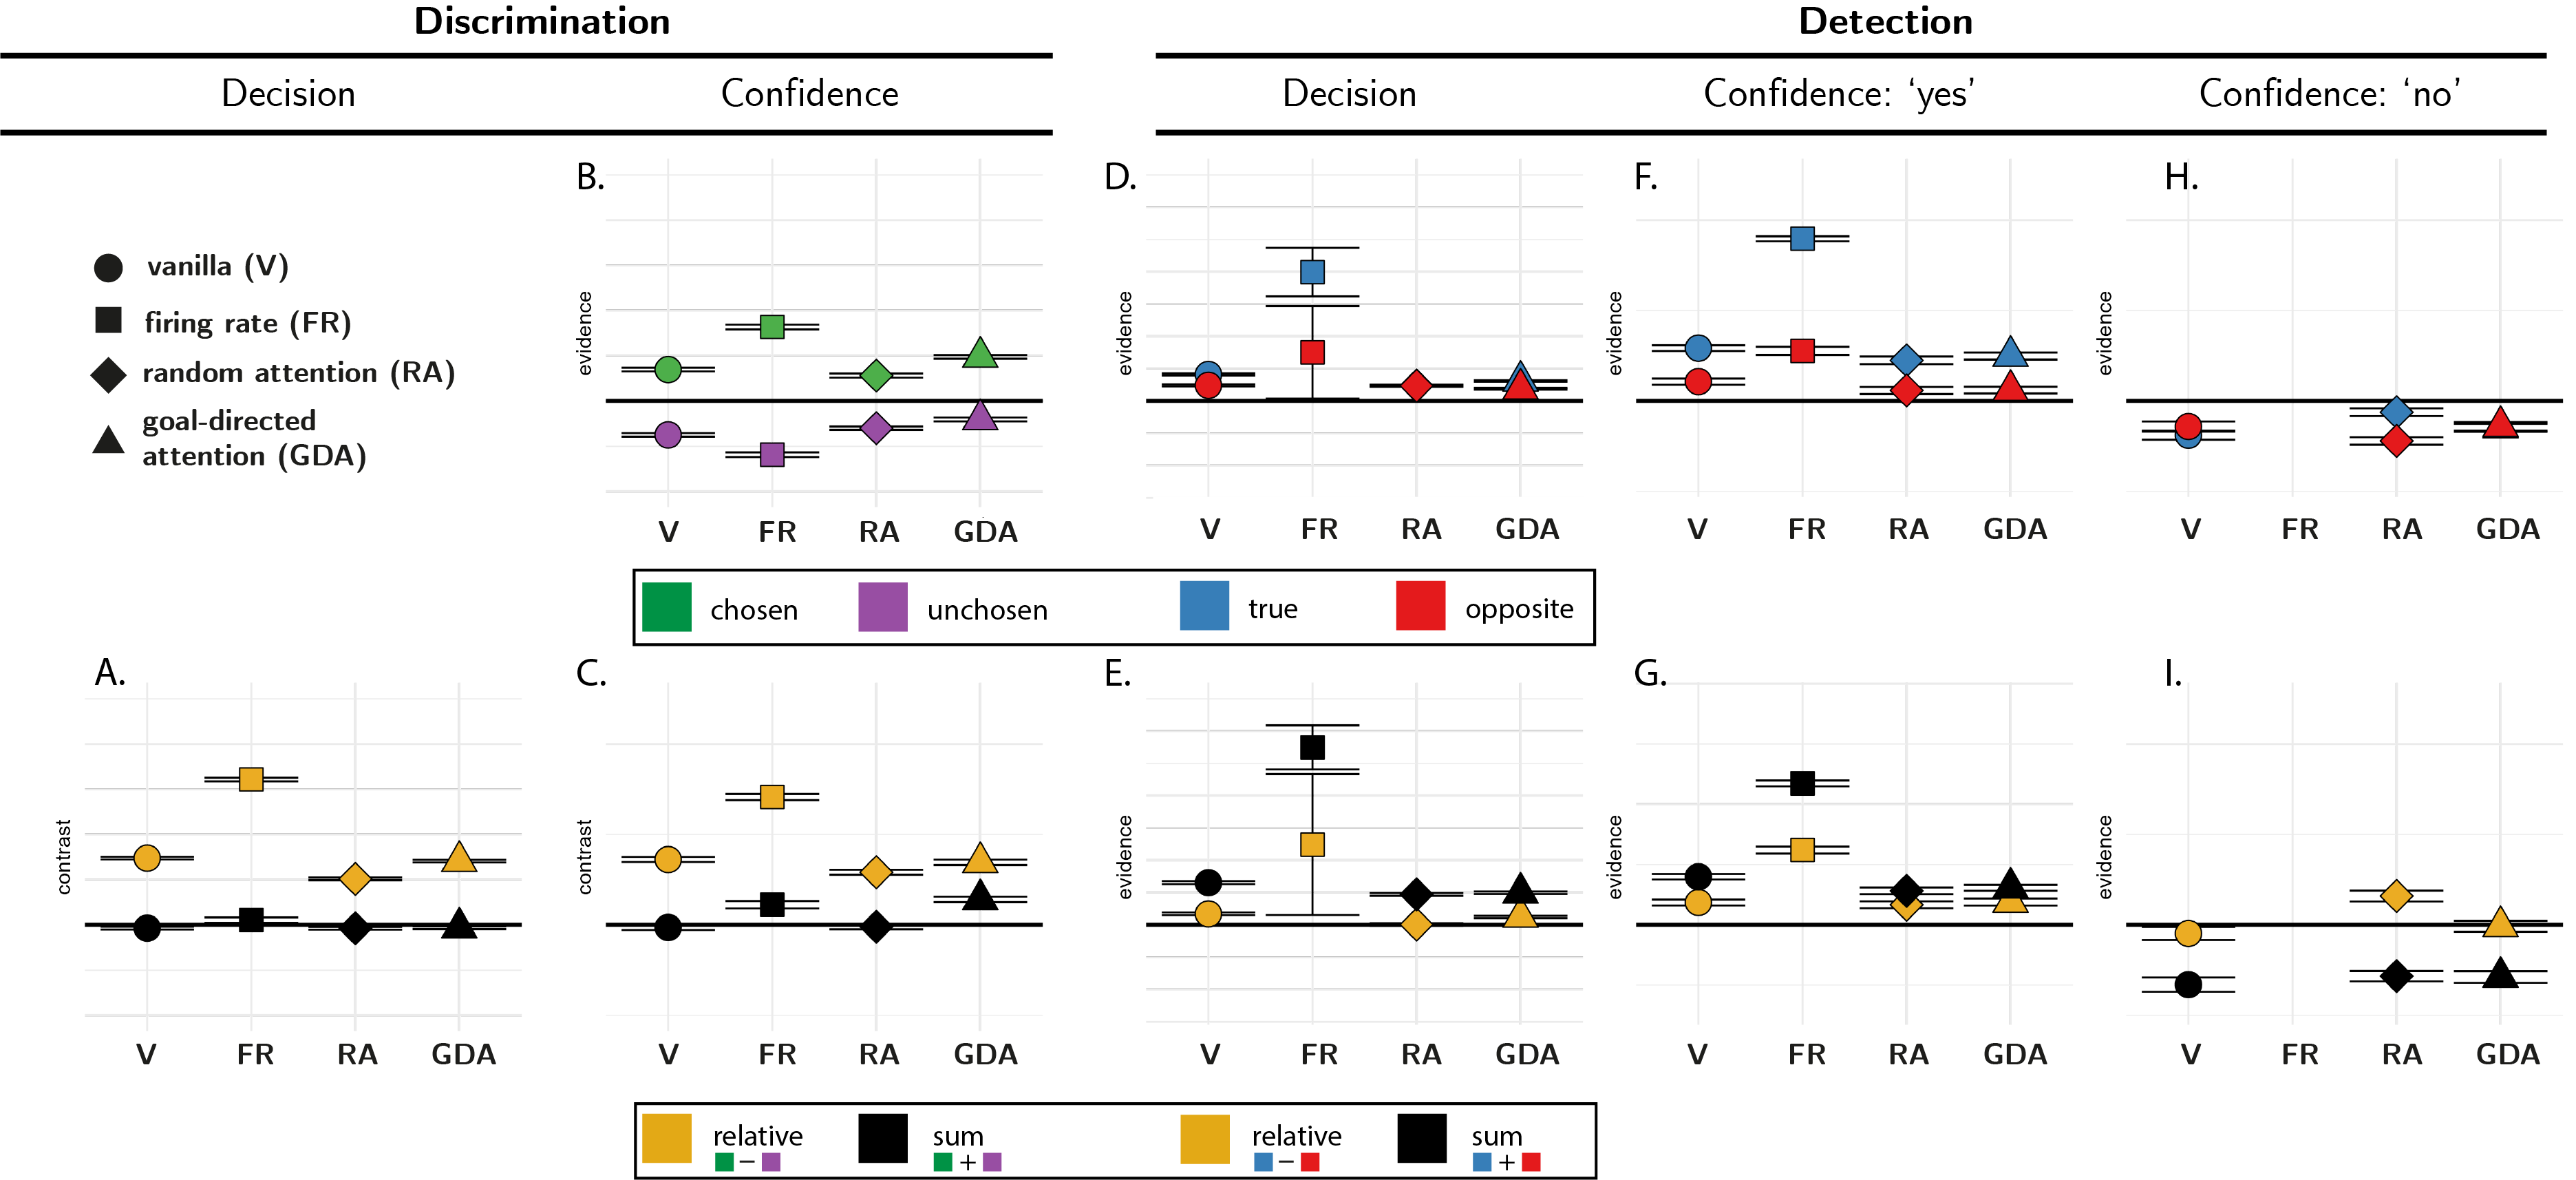 Discrimination
Detection
Decision
Confidence
Decision
Confidence: ‘yes’
Confidence: ‘no’
vanilla (V)
firing rate (FR)
random attention (RA)
goal-directed
attention (GDA)
B.
evidence
V FR RA GDA
D.
evidence
V FR RA GDA
F.
evidence
V FR RA GDA
H.
evidence
V FR RA GDA
chosen unchosen true opposite
A.
contrast
V FR RA GDA
C.
contrast
V FR RA GDA
E.
evidence
V FR RA GDA
G.
evidence
V FR RA GDA
I.
evidence
V FR RA GDA
relative sum relative sum
− + − +